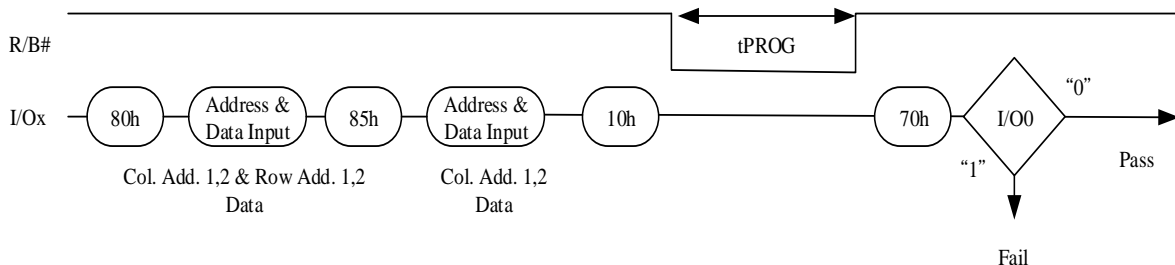 R/B#
tPROG
I/Ox
80h
Address &
Data Input
85h
Address &
Data Input
10h
70h
I/O0
“0”
“1”
Pass
Col. Add. 1,2 & Row Add. 1,2
Data
Col. Add. 1,2
Data
Fail